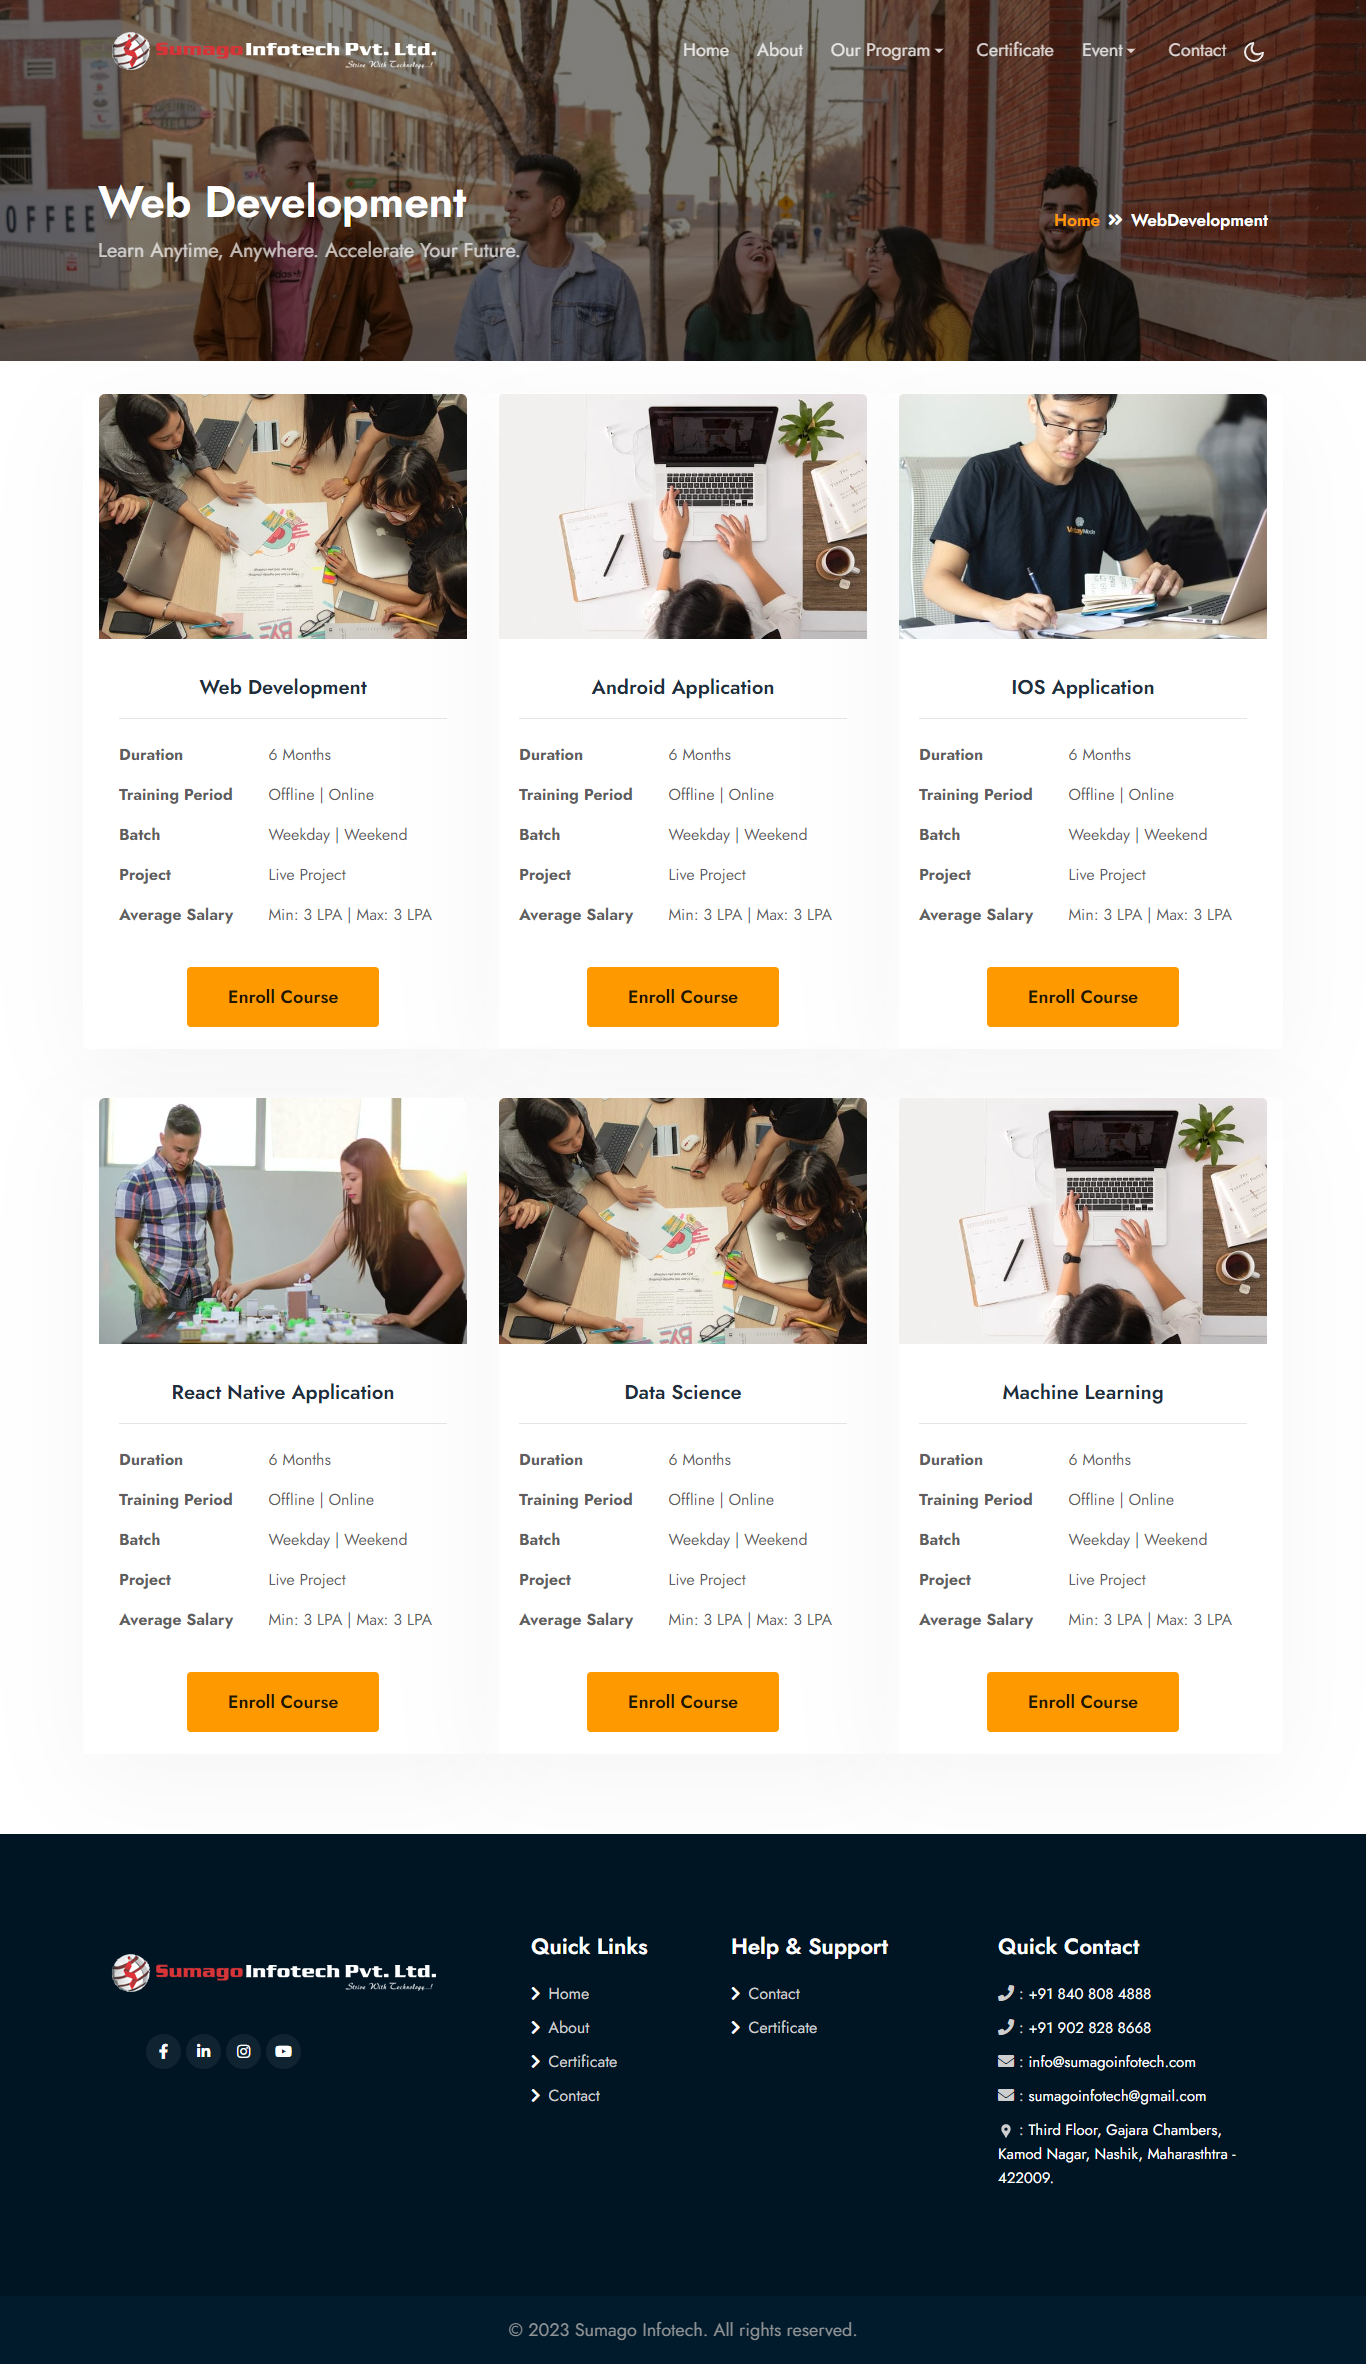 Sumago Infotech Pvt. Ltd.
Strive With Technology...!
Home About Our Program Certificate Event Contact
OFFEE
Web Development
Learn Anytime, Anywhere. Accelerate Your Future.
Home WebDevelopment
Web Development
Duration 6 Months
Training Period Offline | Online
Batch Weekday | Weekend
Project Live Project
Average Salary Min: 3 LPA | Max: 3 LPA
Enroll Course
Android Application
Duration 6 Months
Training Period Offline | Online
Batch Weekday | Weekend
Project Live Project
Average Salary Min: 3 LPA | Max: 3 LPA
Enroll Course
IOS Application
Duration 6 Months
Training Period Offline | Online
Batch Weekday | Weekend
Project Live Project
Average Salary Min: 3 LPA | Max: 3 LPA
Enroll Course
React Native Application
Duration 6 Months
Training Period Offline | Online
Batch Weekday | Weekend
Project Live Project
Average Salary Min: 3 LPA | Max: 3 LPA
Enroll Course
Data Science
Duration 6 Months
Training Period Offline | Online
Batch Weekday | Weekend
Project Live Project
Average Salary Min: 3 LPA | Max: 3 LPA
Enroll Course
Machine Learning
Duration 6 Months
Training Period Offline | Online
Batch Weekday | Weekend
Project Live Project
Average Salary Min: 3 LPA | Max: 3 LPA
Enroll Course
Sumago Infotech Pvt. Ltd.
Strive With Technology...!
Quick Links
Home
About
Certificate
Contact
Help & Support
Contact
Certificate
Quick Contact
: +91 840 808 4888
: +91 902 828 8668
: info@sumagoinfotech.com
: sumagoinfotech@gmail.com
: Third Floor, Gajara Chambers,
Kamod Nagar, Nashik, Maharasthtra -
422009.
© 2023 Sumago Infotech. All rights reserved.